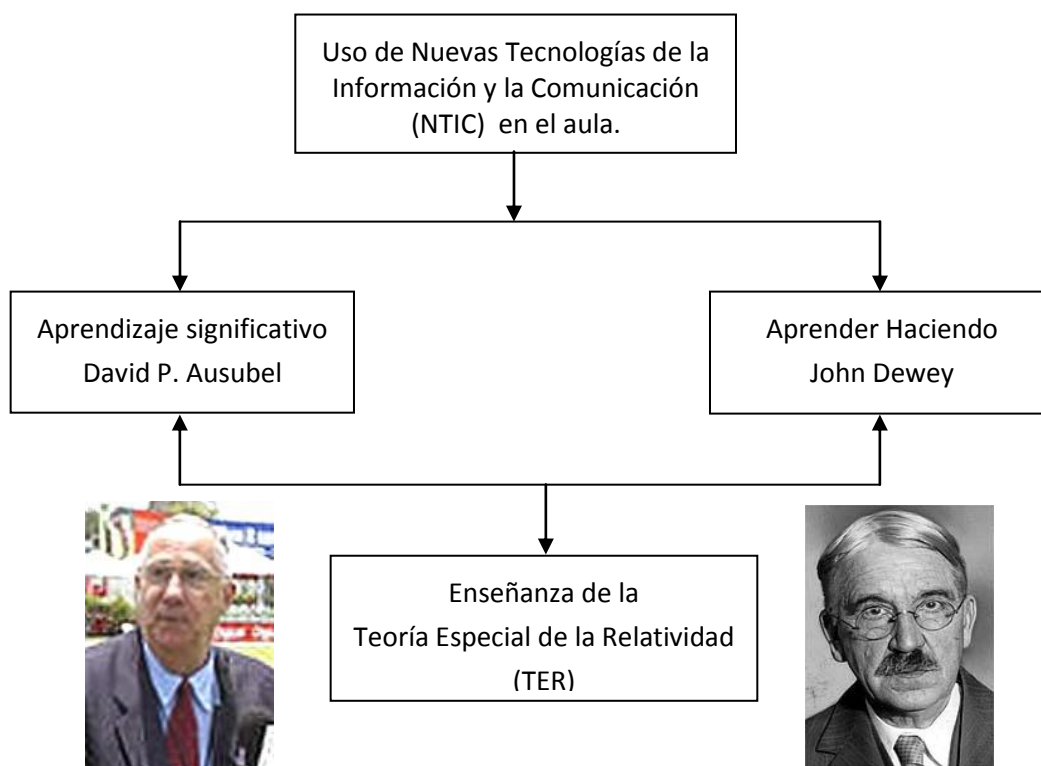 Uso de Nuevas Tecnologías de la
Información y la Comunicación
(NTIC) en el aula.
Aprendizaje significativo
David P. Ausubel
Aprender Haciendo
John Dewey
Enseñanza de la
Teoría Especial de la Relatividad
(TER)